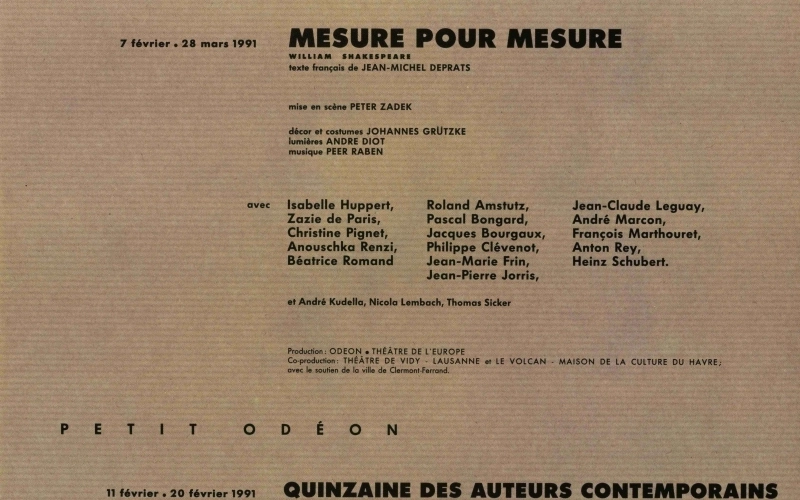 7 février • 28 mars 1991 MESURE POUR MESURE
WILLIAM SHAKESPEARE
texte français de JEAN-MICHEL DEPRATS
mise en scène PETER ZADEK
décor et costumes JOHANNES GRÜTZKE
lumières ANDRE DIOT
musique PEER RABEN
avec Isabelle Huppert, Roland Amstutz, Jean-Claude Leguay,
Zazie de Paris, Pascal Bongard, André Marcon,
Christine Pignet, Jacques Bourgaux, François Marthouret,
Anouschka Renzi, Philippe Clévenot, Anton Rey,
Béatrice Romand Jean-Marie Frin, Heinz Schubert.
Jean-Pierre Jorris,
et André Kudella, Nicola Lembach, Thomas Sicker
Production : ODEON • THÉÂTRE DE L'EUROPE
Co-production : THÉÂTRE DE VIDY - LAUSANNE et LE VOLCAN - MAISON DE LA CULTURE DU HAVRE;
avec le soutien de la ville de Clermont-Ferrand.
PETIT ODÉON
11 février • 20 février 1991 QUINZAINE DES AUTEURS CONTEMPORAINS